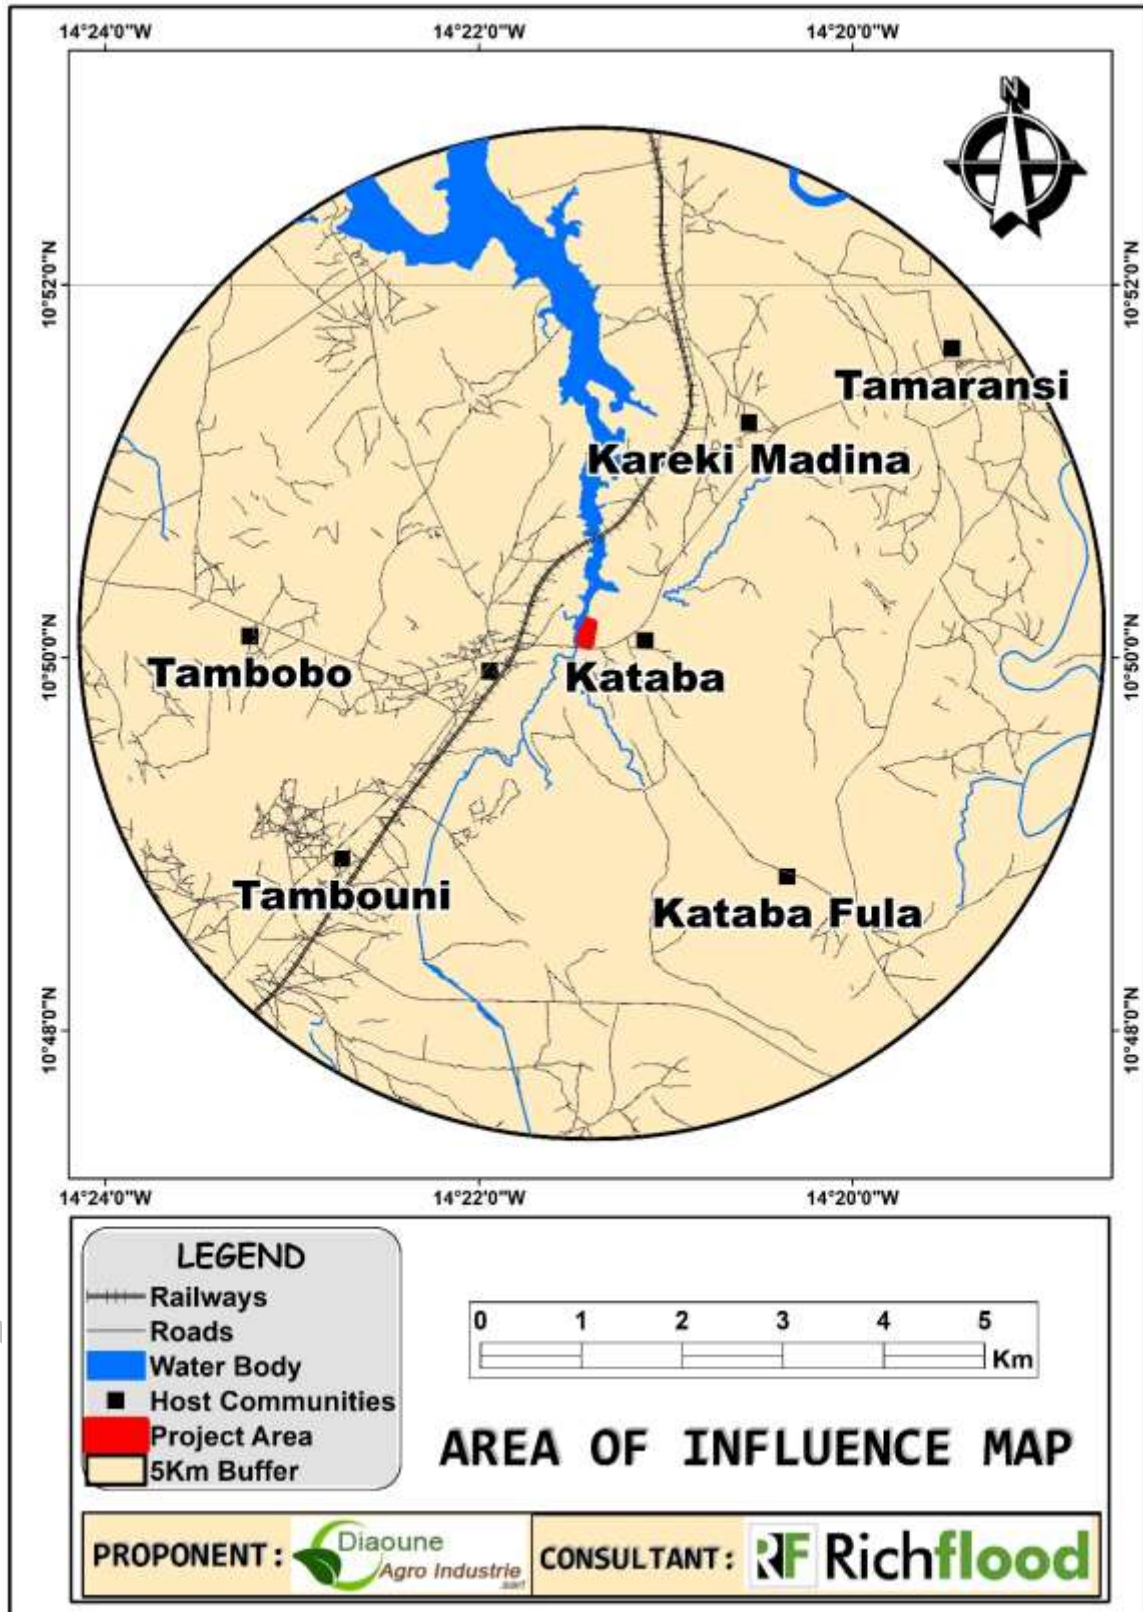 14°24'0"W 14°22'0"W 14°20'0"W
N
10°52'0"N 10°52'0"N
Tamaransi
Kareki Madina
10°50'0"N 10°50'0"N
Tambobo
Kataba
Tambouni
Kataba Fula
10°48'0"N 10°48'0"N
14°24'0"W 14°22'0"W 14°20'0"W
LEGEND
Railways
Roads
Water Body
Host Communities
Project Area
5Km Buffer
0 1 2 3 4 5
Km
AREA OF INFLUENCE MAP
PROPONENT:
Diaoune
Agro Industrie
sarl
CONSULTANT:
RF Richflood